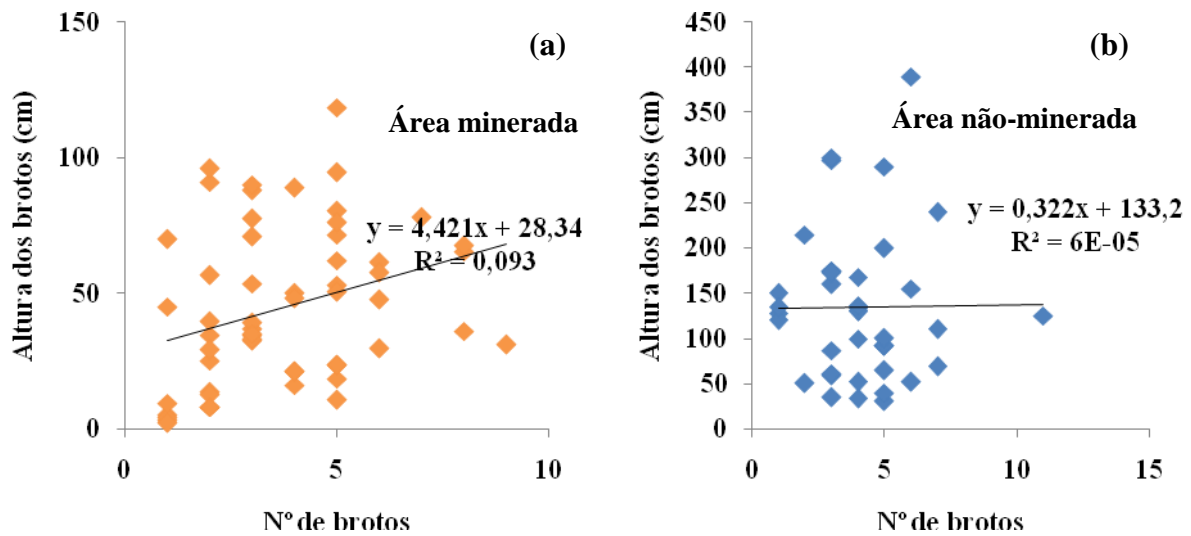 (a)
Área minerada
Altura dos brotos (cm)
150
100
50
0
y = 4,421x + 28,34
R² = 0,093
0 5 10
Nº de brotos
(b)
Área não-minerada
Altura dos brotos (cm)
450
400
350
300
250
200
150
100
50
0
y = 0,322x + 133,2
R² = 6E-05
0 5 10 15
Nº de brotos